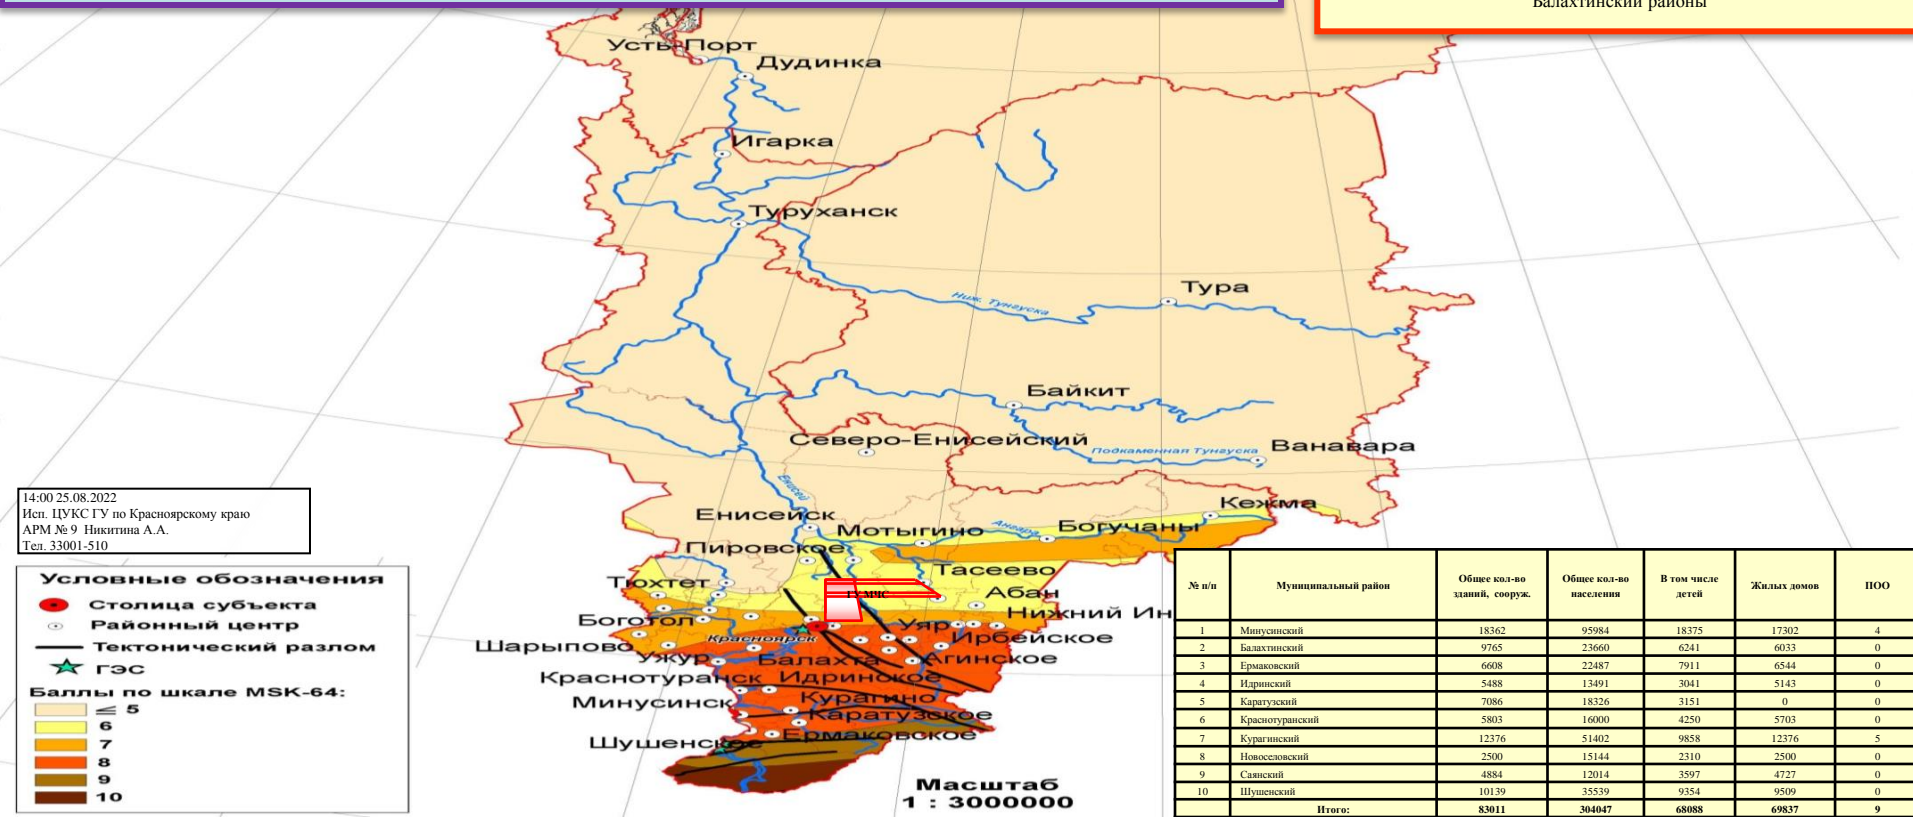 Балахтинский районы
Усть-Порт
Дудинка
Игарка
Туруханск
Ниж. Тунгуска
Тура
Байкит
Северо-Енисейский
Подкаменная Тунгуска
Ванавара
Енисей
Кежма
Енисейск
Мотыгино
Ангара
Богучаны
Пировское
Тасеево
Тюхтет
ГУ МЧС
Абан
Нижний Ин
Боготол
Красноярск
Уяр
Ирбейское
Шарыпово
Ужур
Балахта
Агинское
Краснотуранск
Идринское
Минусинск
Курагино
Каратузское
Шушенское
Ермаковское
Масштаб
1 : 3000000
14:00 25.08.2022
Исп. ЦУКС ГУ по Красноярскому краю
АРМ № 9 Никитина А.А.
Тел. 33001-510
Условные обозначения
Столица субъекта
Районный центр
Тектонический разлом
ГЭС
Баллы по шкале MSK-64:
≤ 5
6
7
8
9
10
№ п/п Муниципальный район Общее кол-во зданий, сооруж. Общее кол-во населения В том числе детей Жилых домов ПОО
1 Минусинский 18362 95984 18375 17302 4
2 Балахтинский 9765 23660 6241 6033 0
3 Ермаковский 6608 22487 7911 6544 0
4 Идринский 5488 13491 3041 5143 0
5 Каратузский 7086 18326 3151 0 0
6 Краснотуранский 5803 16000 4250 5703 0
7 Курагинский 12376 51402 9858 12376 5
8 Новоселовский 2500 15144 2310 2500 0
9 Саянский 4884 12014 3597 4727 0
10 Шушенский 10139 35539 9354 9509 0
Итого: 83011 304047 68088 69837 9